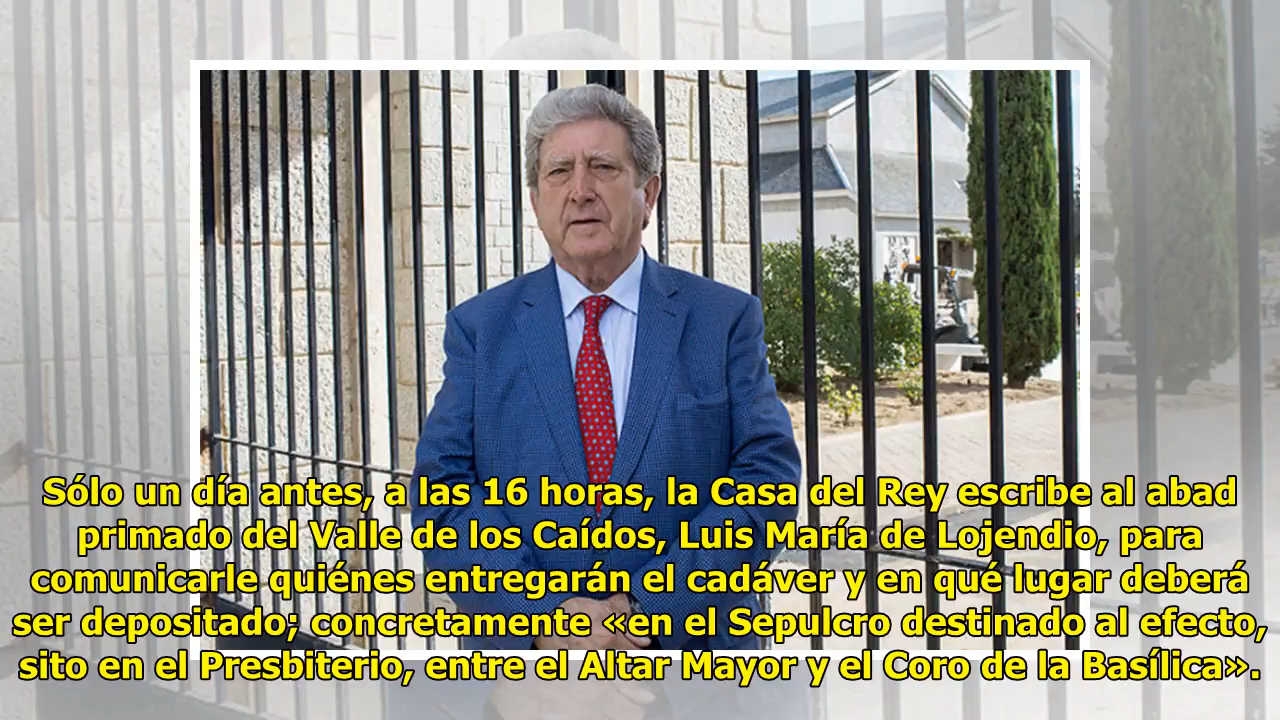 Sólo un día antes, a las 16 horas, la Casa del Rey escribe al abad
primado del Valle de los Caídos, Luis María de Lojendio, para
comunicarle quiénes entregarán el cadáver y en qué lugar deberá
ser depositado; concretamente «en el Sepulcro destinado al efecto,
sito en el Presbiterio, entre el Altar Mayor y el Coro de la Basílica».